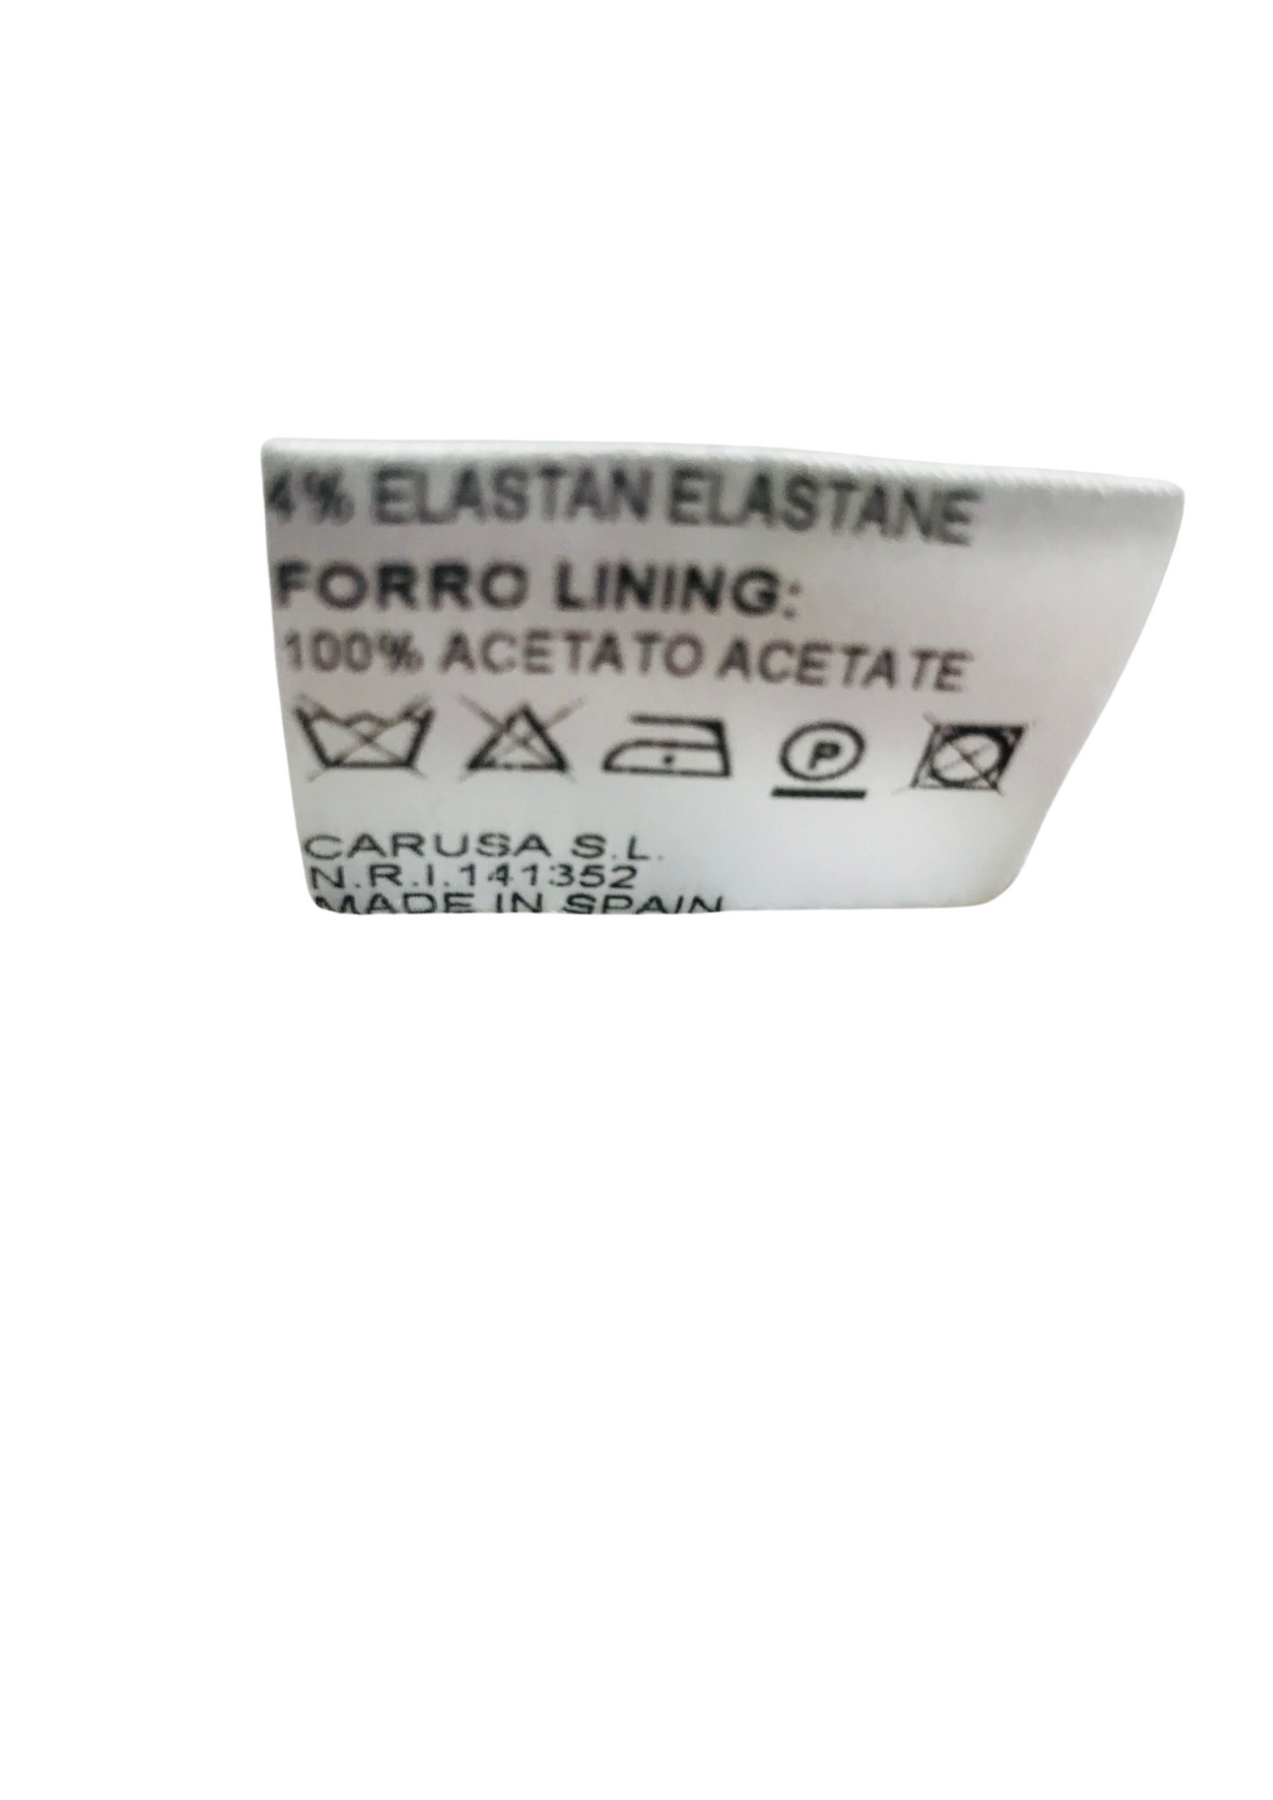 4% ELASTAN ELASTANE
FORRO LINING:
100% ACETATO ACETATE
P
CARUSA S.L.
N.R.I.141352
MADE IN SPAIN